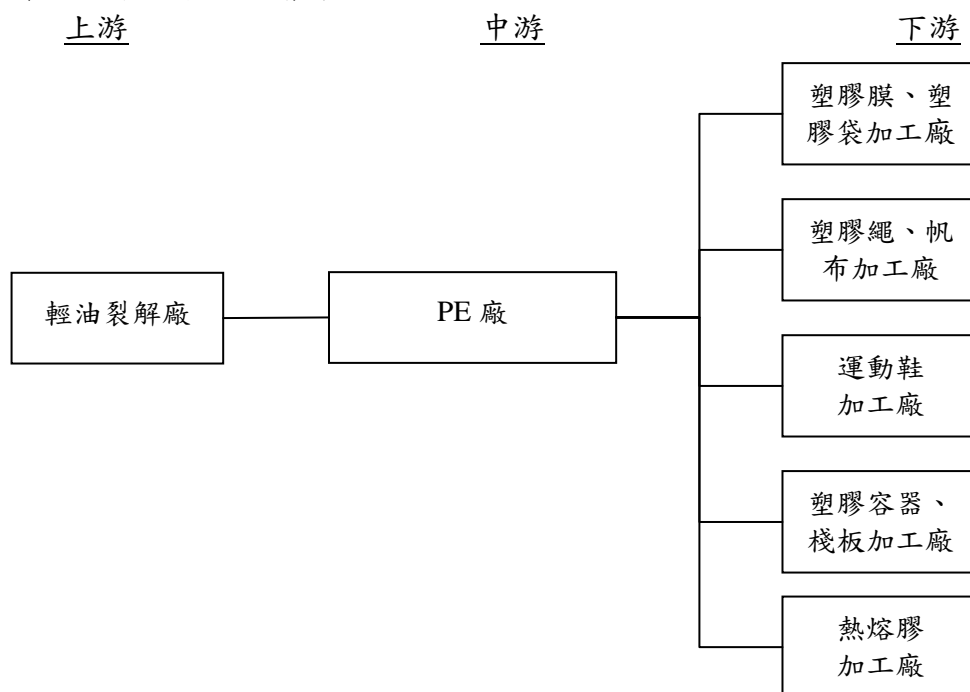 上游
中游
下游
塑膠膜、塑
膠袋加工廠
塑膠繩、帆
布加工廠
輕油裂解廠
PE 廠
運動鞋
加工廠
塑膠容器、
棧板加工廠
熱熔膠
加工廠